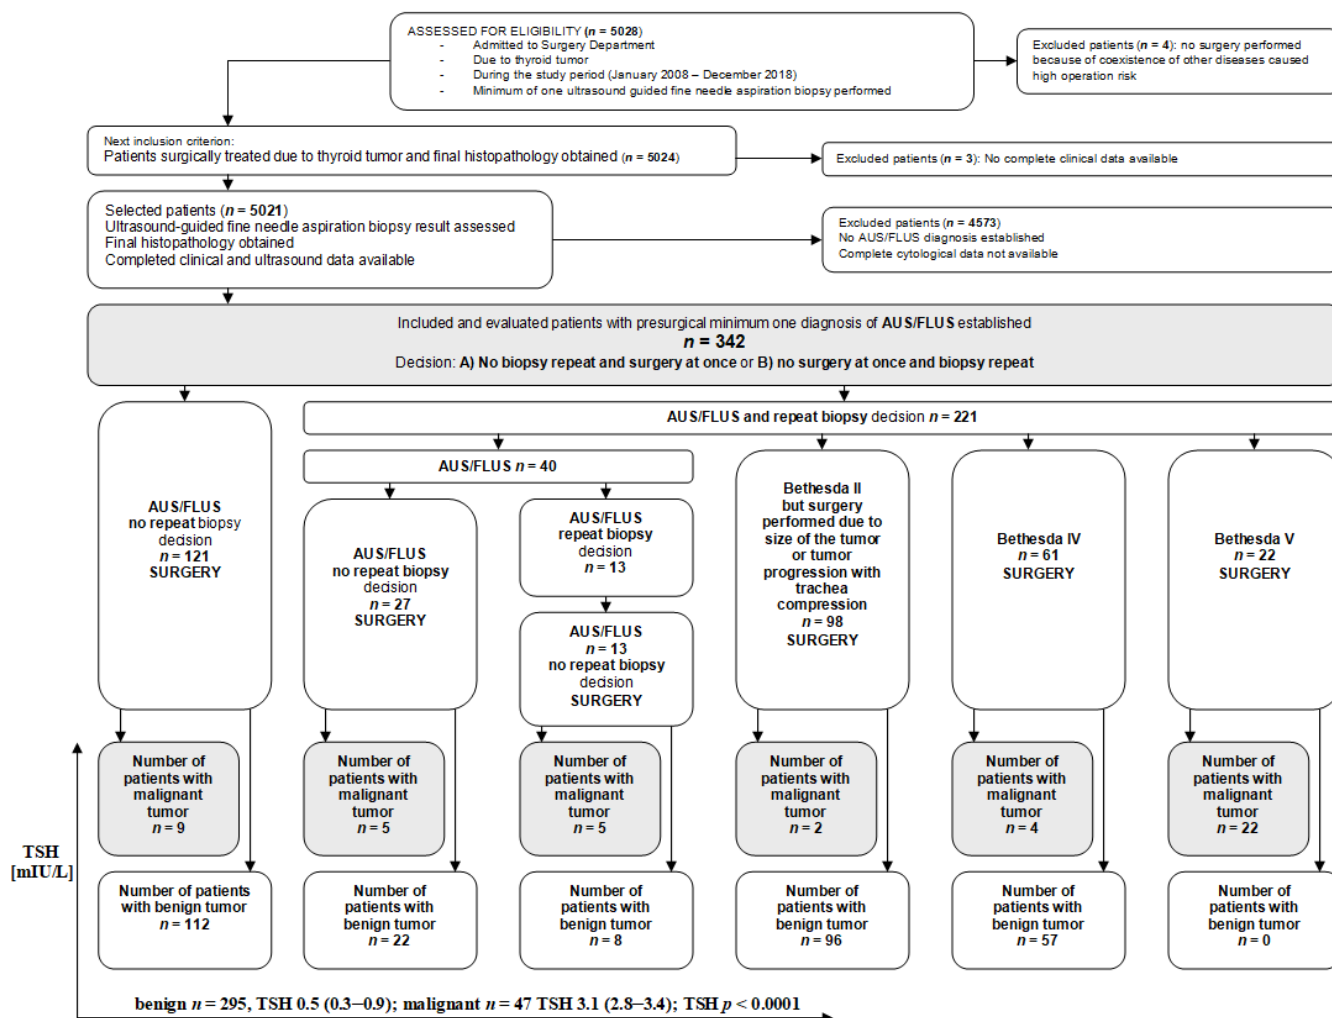 ASSESSED FOR ELIGIBILITY (n = 5028)
- Admitted to Surgery Department
- Due to thyroid tumor
- During the study period (January 2008 – December 2018)
- Minimum of one ultrasound guided fine needle aspiration biopsy performed
Excluded patients (n = 4): no surgery performed
because of coexistence of other diseases caused
high operation risk
Next inclusion criterion:
Patients surgically treated due to thyroid tumor and final histopathology obtained (n = 5024)
Excluded patients (n = 3): No complete clinical data available
Selected patients (n = 5021)
Ultrasound-guided fine needle aspiration biopsy result assessed
Final histopathology obtained
Completed clinical and ultrasound data available
Excluded patients (n = 4573)
No AUS/FLUS diagnosis established
Complete cytological data not available
Included and evaluated patients with presurgical minimum one diagnosis of AUS/FLUS established
n = 342
Decision: A) No biopsy repeat and surgery at once or B) no surgery at once and biopsy repeat
AUS/FLUS and repeat biopsy decision n = 221
AUS/FLUS
no repeat biopsy
decision
n = 121
SURGERY
AUS/FLUS n = 40
AUS/FLUS
no repeat biopsy
decision
n = 27
SURGERY
AUS/FLUS
repeat biopsy
decision
n = 13
AUS/FLUS
n = 13
no repeat biopsy
decision
SURGERY
Bethesda II
but surgery
performed due to
size of the tumor
or tumor
progression with
trachea
compression
n = 98
SURGERY
Bethesda IV
n = 61
SURGERY
Bethesda V
n = 22
SURGERY
Number of
patients with
malignant
tumor
n = 9
Number of
patients with
malignant
tumor
n = 5
Number of
patients with
malignant
tumor
n = 5
Number of
patients with
malignant
tumor
n = 2
Number of
patients with
malignant
tumor
n = 4
Number of
patients with
malignant
tumor
n = 22
TSH
[mIU/L]
Number of patients
with benign tumor
n = 112
Number of
patients with
benign tumor
n = 22
Number of
patients with
benign tumor
n = 8
Number of
patients with
benign tumor
n = 96
Number of
patients with
benign tumor
n = 57
Number of
patients with
benign tumor
n = 0
benign n = 295, TSH 0.5 (0.3–0.9); malignant n = 47 TSH 3.1 (2.8–3.4); TSH p < 0.0001